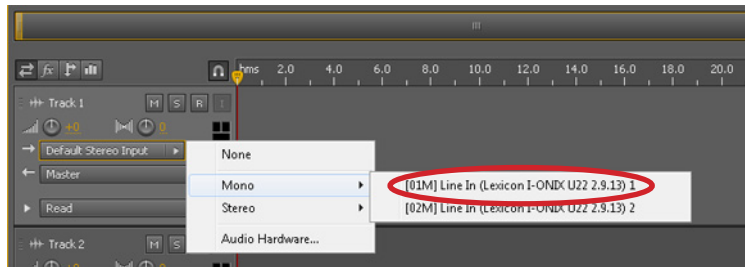 fx
hms 2.0 4.0 6.0 8.0 10.0 12.0 14.0 16.0 18.0 20.0
Track 1 M S R I
+0 0
Default Stereo Input
None
Master
Mono
[01M] Line In (Lexicon I-ONIX U22 2.9.13) 1
Read
Stereo
[02M] Line In (Lexicon I-ONIX U22 2.9.13) 2
Audio Hardware...
Track 2 M S
+0 0